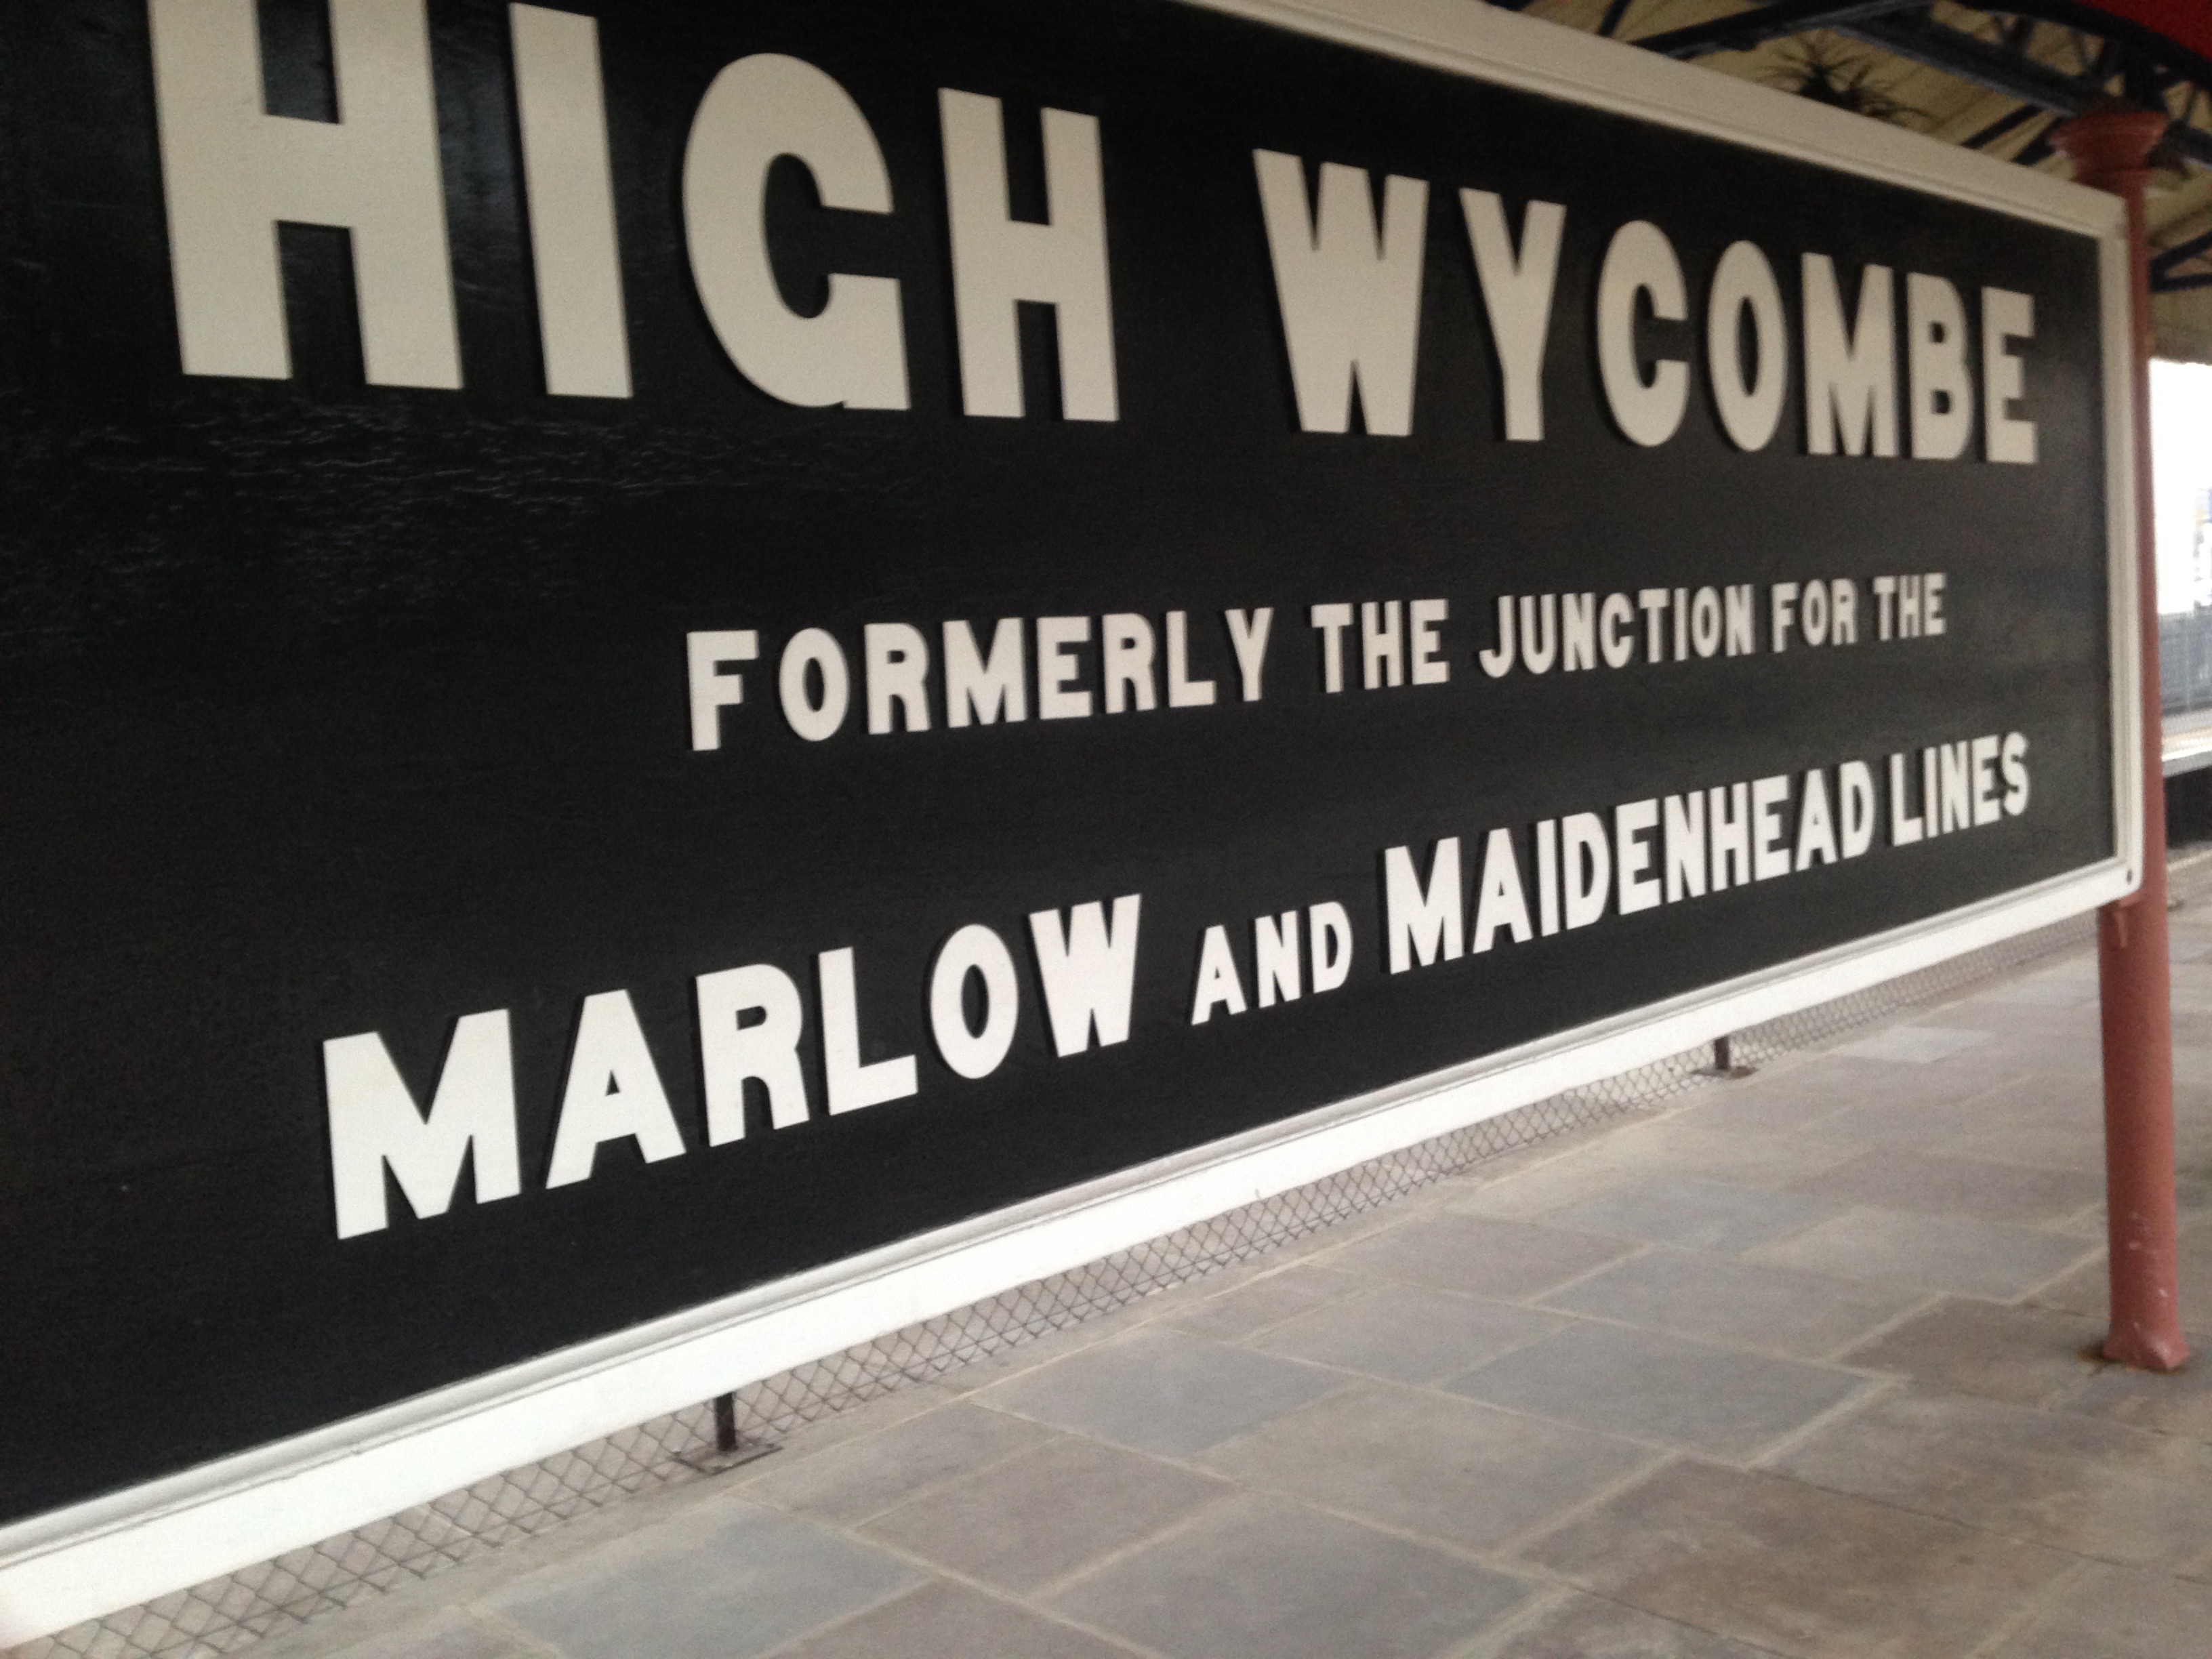 HIGH WYCOMBE
FORMERLY THE JUNCTION FOR THE
MARLOW AND MAIDENHEAD LINES